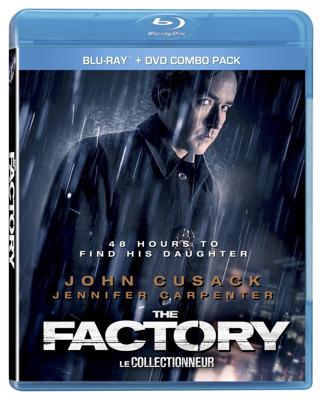 Blu-ray Disc
BLU-RAY + DVD COMBO PACK
48 HOURS TO
FIND HIS DAUGHTER
JOHN CUSACK
JENNIFER CARPENTER
THE
FACTORY
LE COLLECTIONNEUR
THE FACTORY